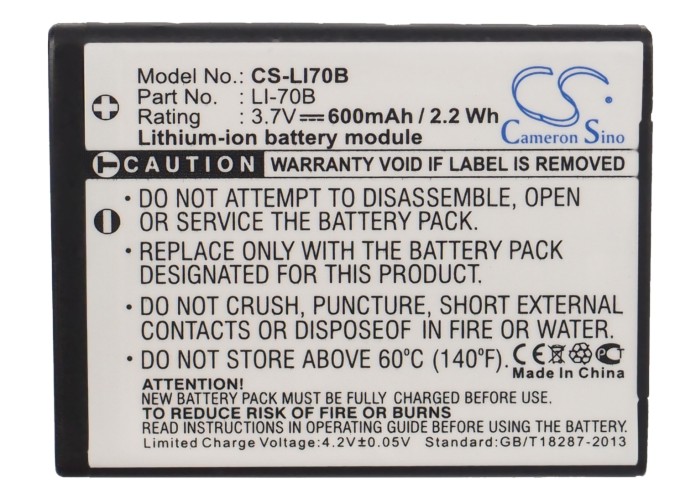 Model No.: CS-LI70B
Part No. : LI-70B
Rating : 3.7V⎓600mAh / 2.2 Wh
Lithium-ion battery module
CS
Cameron Sino
CAUTION WARRANTY VOID IF LABEL IS REMOVED
• DO NOT ATTEMPT TO DISASSEMBLE, OPEN
OR SERVICE THE BATTERY PACK.
• REPLACE ONLY WITH THE BATTERY PACK
DESIGNATED FOR THIS PRODUCT.
• DO NOT CRUSH, PUNCTURE, SHORT EXTERNAL
CONTACTS OR DISPOSEOF IN FIRE OR WATER.
• DO NOT STORE ABOVE 60°C (140°F).
CE
Made In China
ATTENTION!
NEW BATTERY PACK MUST BE FULLY CHARGED BEFORE USE
TO REDUCE RISK OF FIRE OR BURNS
READ INSTRUCTIONS IN YOUR EQUIPMENT MANUAL BEFORE INSTALLATION
Limited Charge Voltage:4.2V±0.05V Standard:GB/T18287-2013